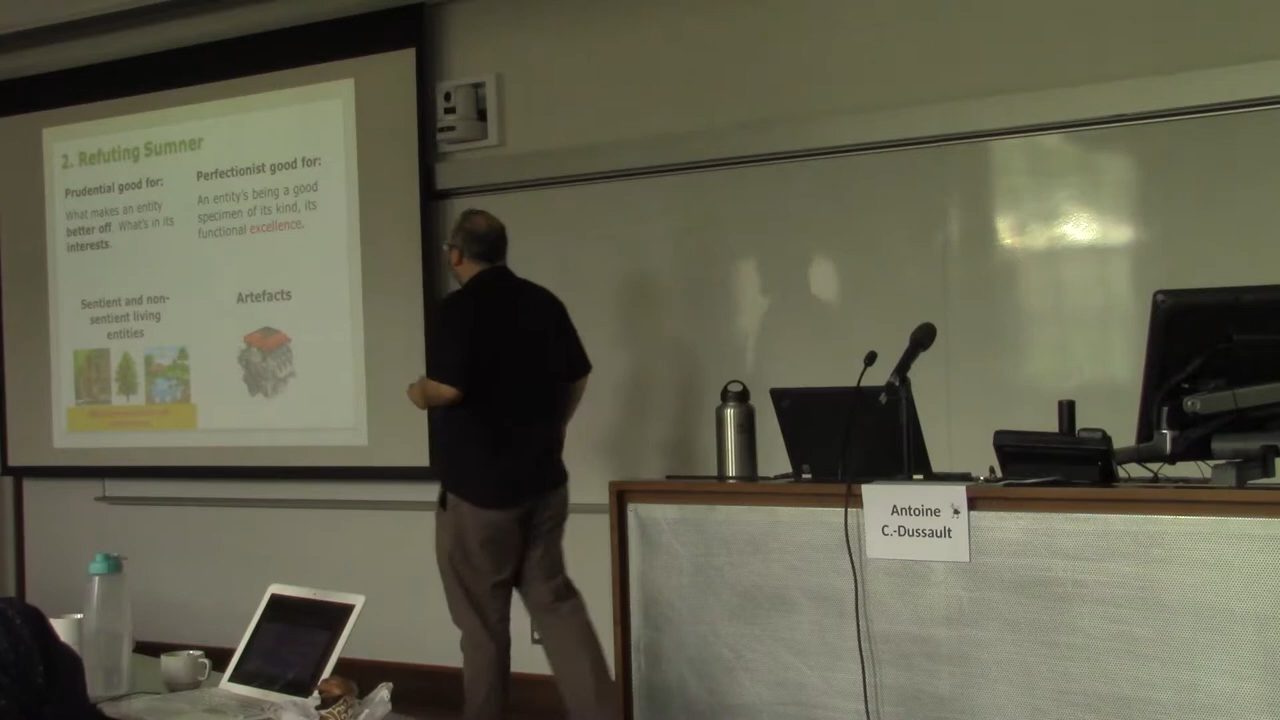 2. Refuting Sumner
Prudential good for:
What makes an entity
better off. What's in its
interests.
Perfectionist good for:
An entity's being a good
specimen of its kind, its
functional excellence.
Sentient and non-
sentient living
entities
Artefacts
Antoine
C.-Dussault